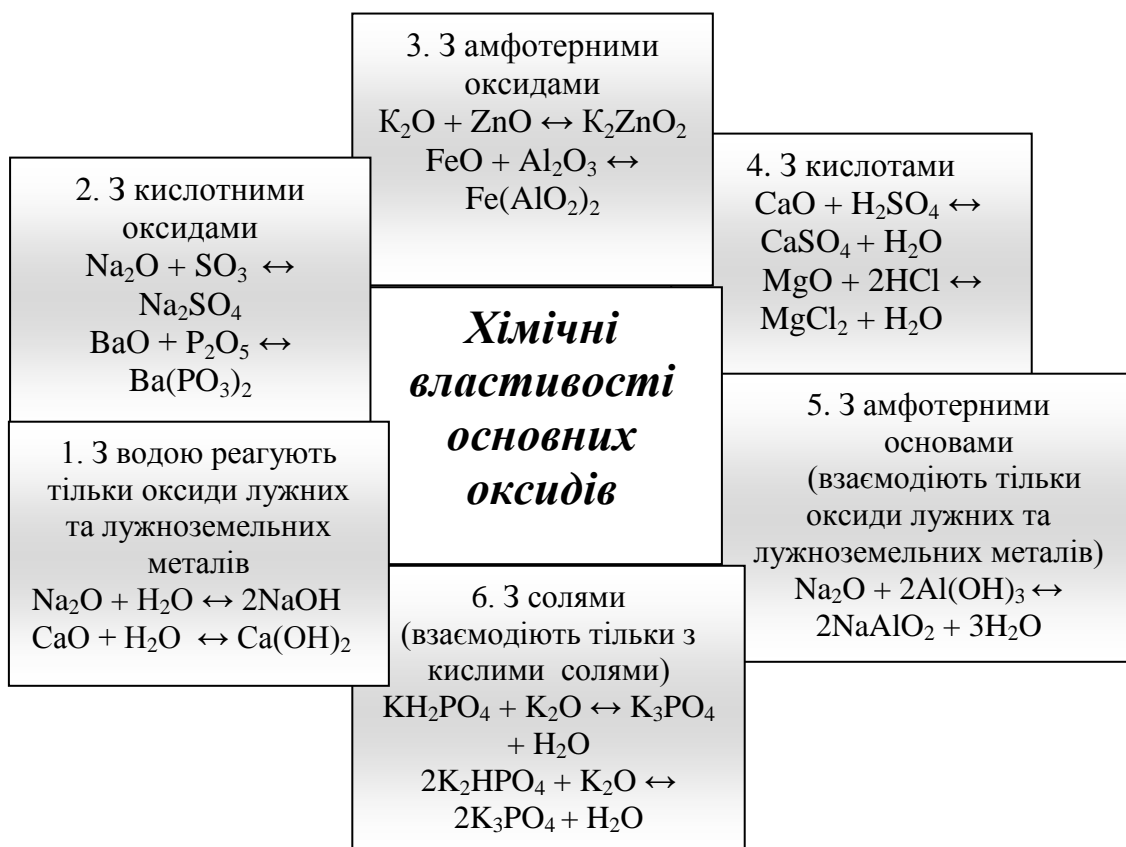 3. З амфотерними
оксидами
K₂O + ZnO ↔ K₂ZnO₂
FeO + Al₂O₃ ↔
Fe(AlO₂)₂
2. З кислотними
оксидами
Na₂O + SO₃ ↔
Na₂SO₄
BaO + P₂O₅ ↔
Ba(PO₃)₂
4. З кислотами
CaO + H₂SO₄ ↔
CaSO₄ + H₂O
MgO + 2HCl ↔
MgCl₂ + H₂O
Хімічні
властивості
основних
оксидів
1. З водою реагують
тільки оксиди лужних
та лужноземельних
металів
Na₂O + H₂O ↔ 2NaOH
CaO + H₂O ↔ Ca(OH)₂
5. З амфотерними
основами
(взаємодіють тільки
оксиди лужних та
лужноземельних металів)
Na₂O + 2Al(OH)₃ ↔
2NaAlO₂ + 3H₂O
6. З солями
(взаємодіють тільки з
кислими солями)
KH₂PO₄ + K₂O ↔ K₃PO₄
+ H₂O
2K₂HPO₄ + K₂O ↔
2K₃PO₄ + H₂O